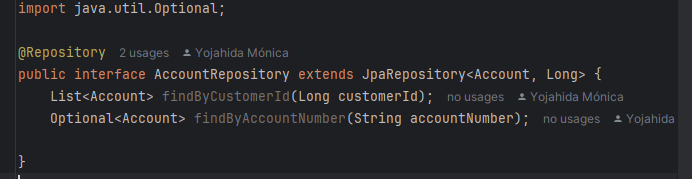 import java.util.Optional;
@Repository 2 usages Yojahida Mónica
public interface AccountRepository extends JpaRepository<Account, Long> {
List<Account> findByCustomerId(Long customerId); no usages Yojahida Mónica
Optional<Account> findByAccountNumber(String accountNumber); no usages Yojahida
}